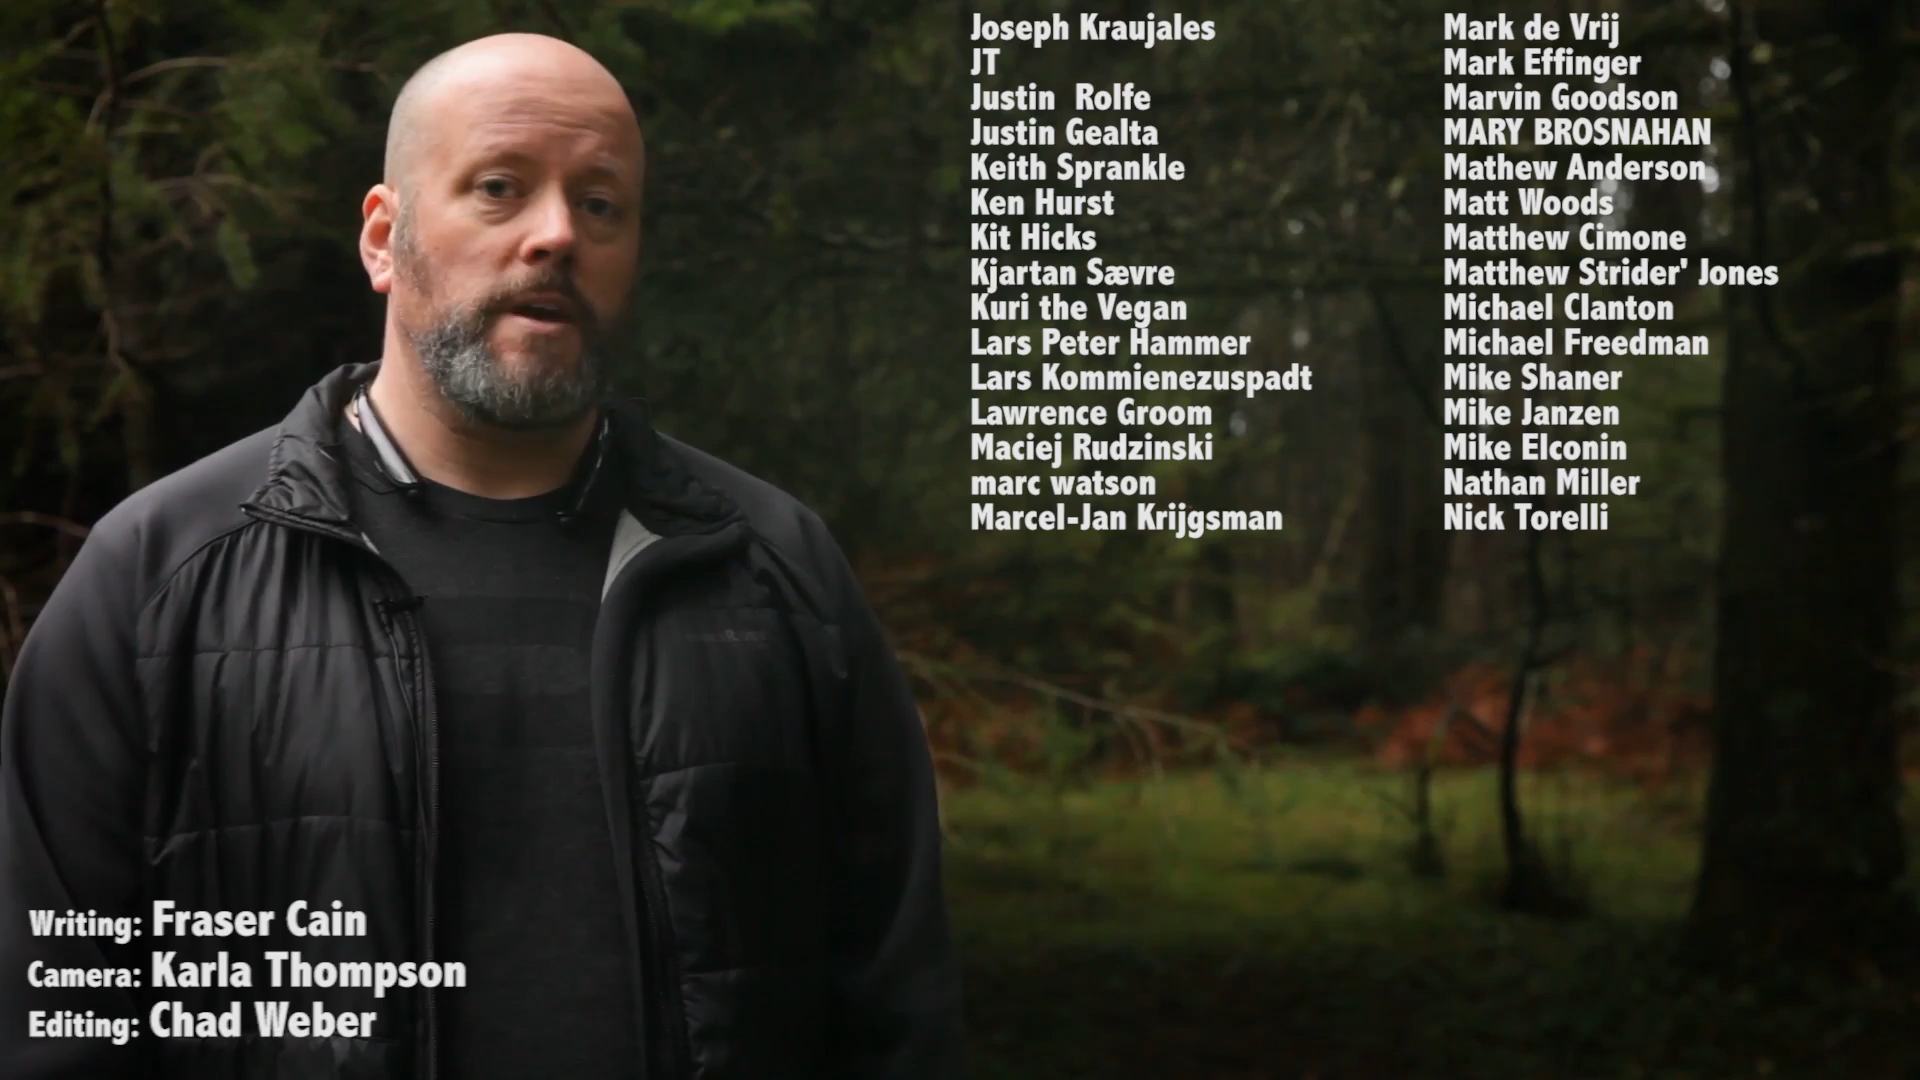 Joseph Kraujales
JT
Justin  Rolfe
Justin Gealta
Keith Sprankle
Ken Hurst
Kit Hicks
Kjartan Sævre
Kuri the Vegan
Lars Peter Hammer
Lars Kommienezuspadt
Lawrence Groom
Maciej Rudzinski
marc watson
Marcel-Jan Krijgsman
Mark de Vrij
Mark Effinger
Marvin Goodson
MARY BROSNAHAN
Mathew Anderson
Matt Woods
Matthew Cimone
Matthew Strider' Jones
Michael Clanton
Michael Freedman
Mike Shaner
Mike Janzen
Mike Elconin
Nathan Miller
Nick Torelli
Writing: Fraser Cain
Camera: Karla Thompson
Editing: Chad Weber